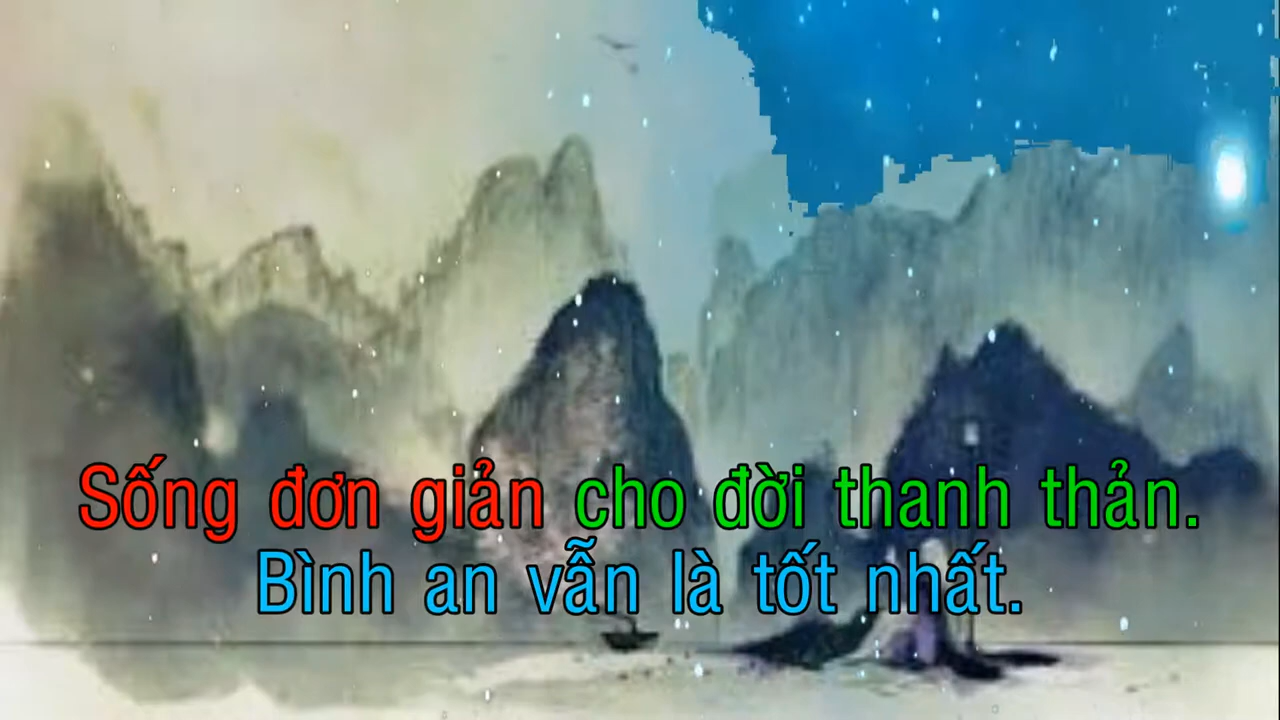 Sống đơn giản cho đời thanh thản.
Bình an vẫn là tốt nhất.